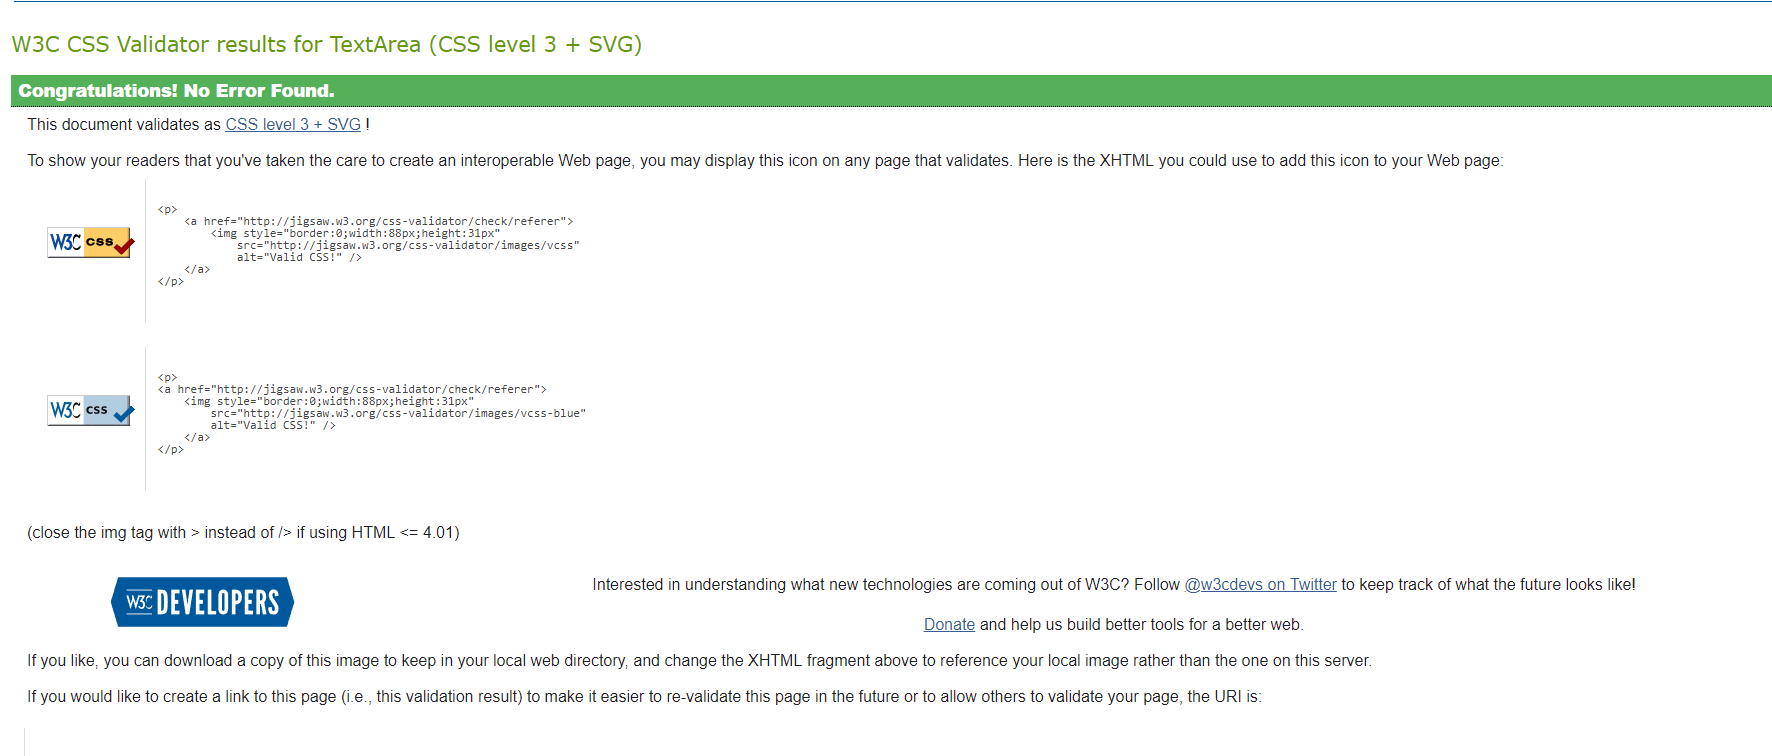 W3C CSS Validator results for TextArea (CSS level 3 + SVG)
Congratulations! No Error Found.
This document validates as CSS level 3 + SVG !
To show your readers that you've taken the care to create an interoperable Web page, you may display this icon on any page that validates. Here is the XHTML you could use to add this icon to your Web page:
<p>
<a href="http://jigsaw.w3.org/css-validator/check/referer">
<img style="border:0;width:88px;height:31px"
W3C css
src="http://jigsaw.w3.org/css-validator/images/vcss"
alt="Valid CSS!" />
</a>
</p>
<p>
<a href="http://jigsaw.w3.org/css-validator/check/referer">
<img style="border:0;width:88px;height:31px"
W3C css
src="http://jigsaw.w3.org/css-validator/images/vcss-blue"
alt="Valid CSS!" />
</a>
</p>
(close the img tag with > instead of /> if using HTML <= 4.01)
W3C DEVELOPERS
Interested in understanding what new technologies are coming out of W3C? Follow @w3cdevs on Twitter to keep track of what the future looks like!
Donate and help us build better tools for a better web.
If you like, you can download a copy of this image to keep in your local web directory, and change the XHTML fragment above to reference your local image rather than the one on this server.
If you would like to create a link to this page (i.e., this validation result) to make it easier to re-validate this page in the future or to allow others to validate your page, the URI is: